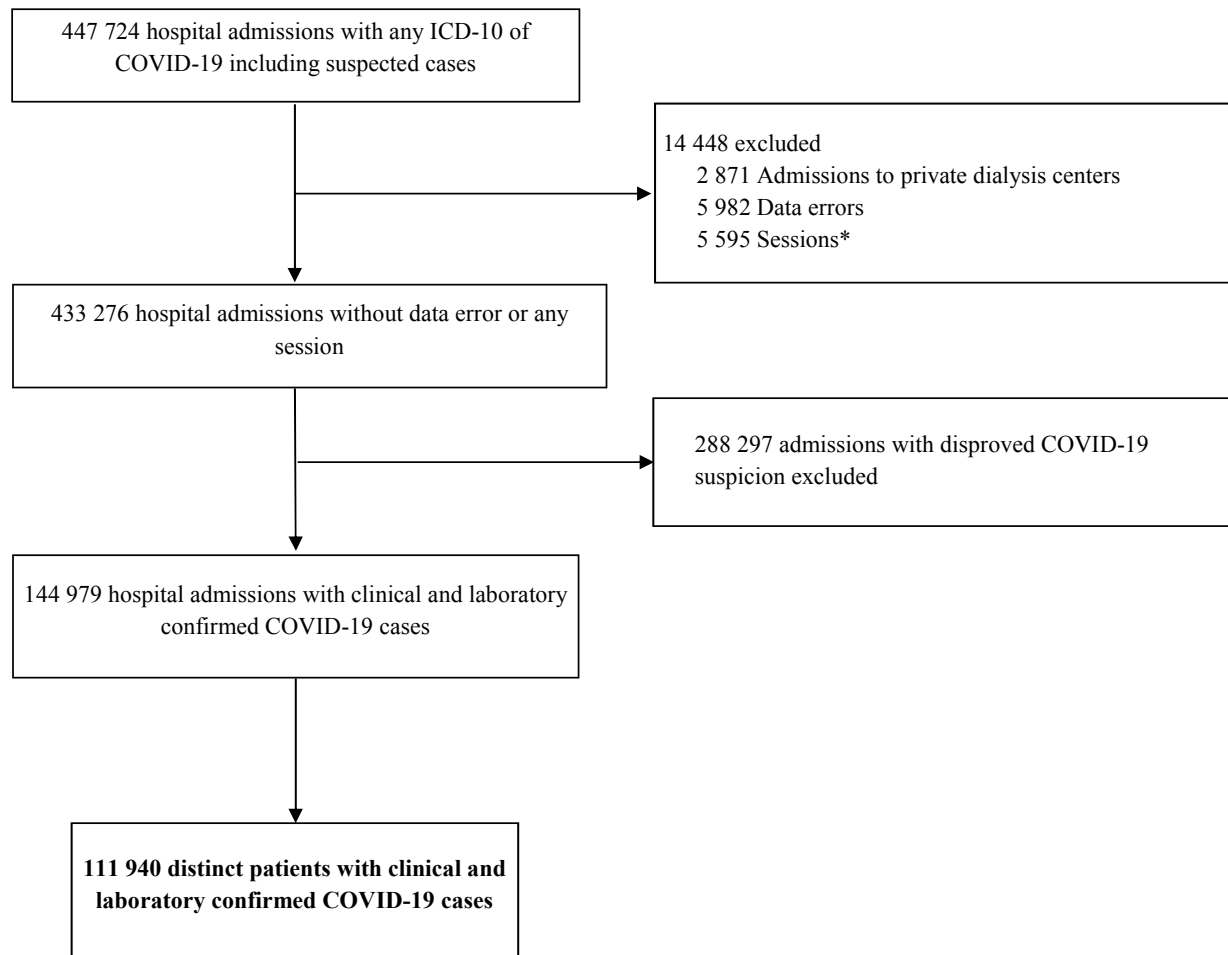 447 724 hospital admissions with any ICD-10 of
COVID-19 including suspected cases
14 448 excluded
2 871 Admissions to private dialysis centers
5 982 Data errors
5 595 Sessions*
433 276 hospital admissions without data error or any
session
288 297 admissions with disproved COVID-19
suspicion excluded
144 979 hospital admissions with clinical and laboratory
confirmed COVID-19 cases
111 940 distinct patients with clinical and
laboratory confirmed COVID-19 cases